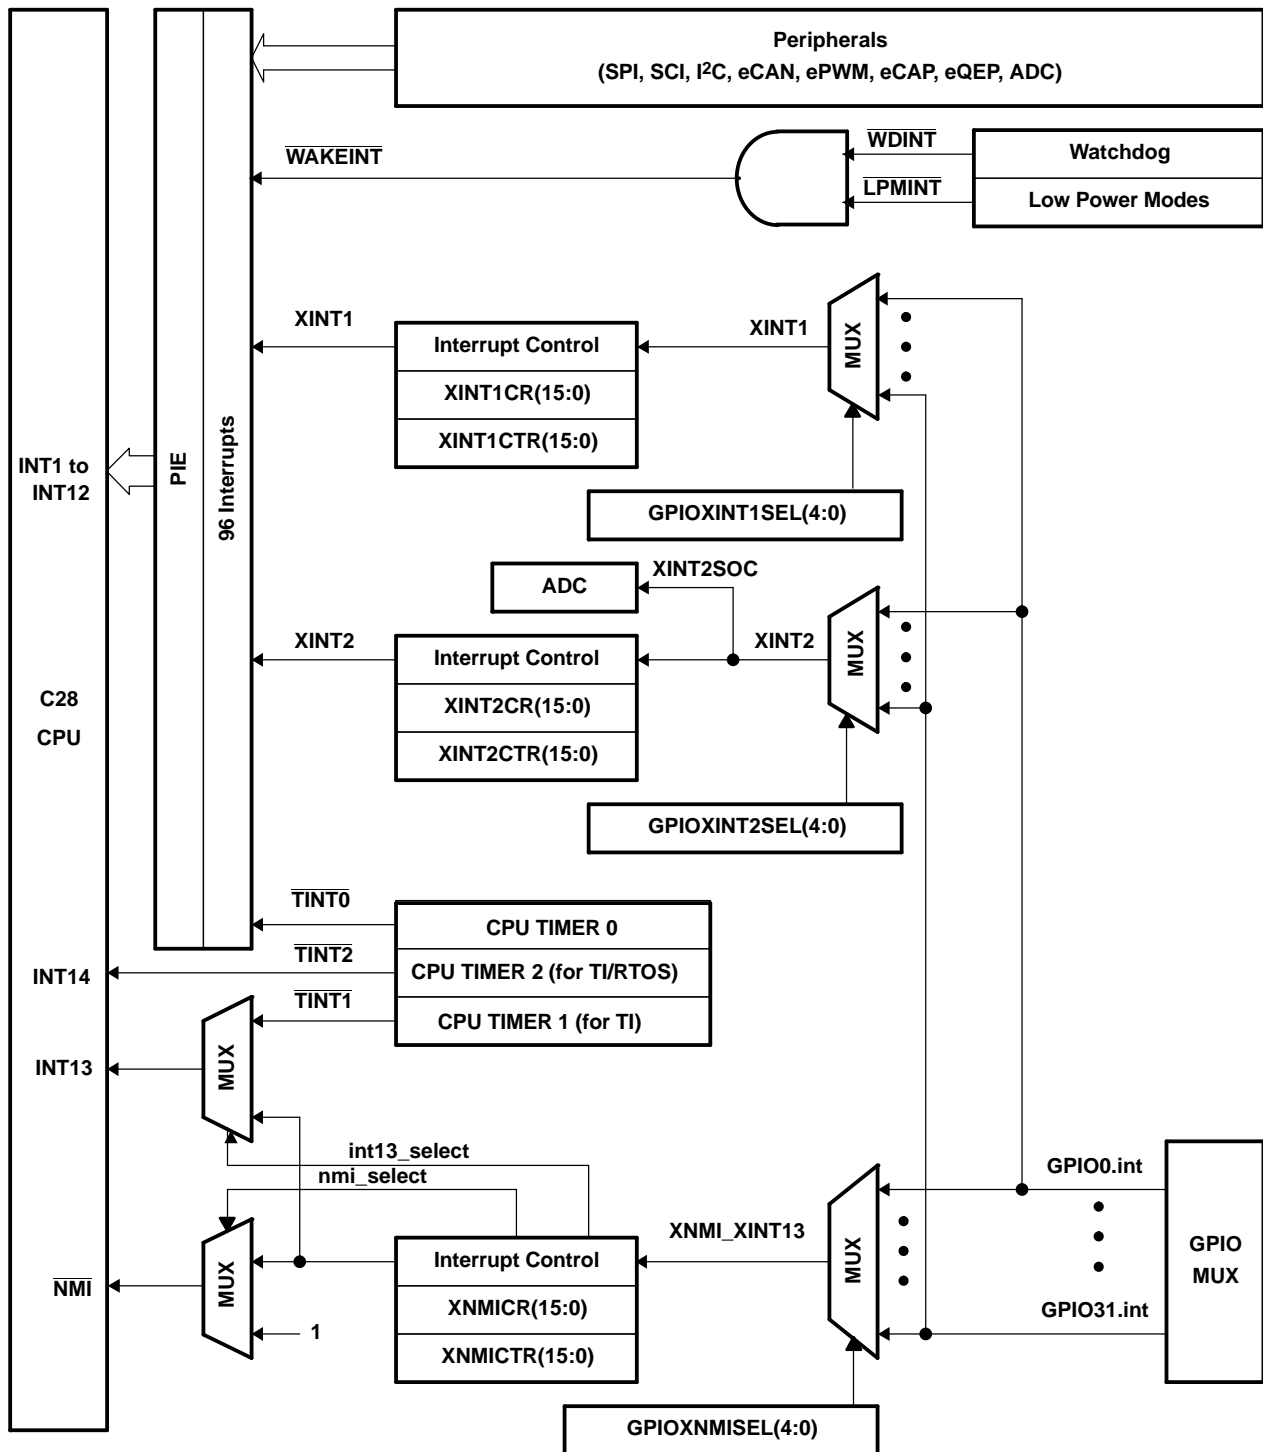 Peripherals
(SPI, SCI, I²C, eCAN, ePWM, eCAP, eQEP, ADC)
WDINT
WAKEINT
Watchdog
LPMINT
Low Power Modes
XINT1
XINT1
Interrupt Control
MUX
XINT1CR(15:0)
XINT1CTR(15:0)
INT1 to
INT12
PIE
96 Interrupts
GPIOXINT1SEL(4:0)
XINT2SOC
ADC
XINT2
XINT2
Interrupt Control
MUX
XINT2CR(15:0)
C28
CPU
XINT2CTR(15:0)
GPIOXINT2SEL(4:0)
TINT0
CPU TIMER 0
TINT2
INT14
CPU TIMER 2 (for TI/RTOS)
TINT1
CPU TIMER 1 (for TI)
INT13
MUX
int13_select
nmi_select
GPIO0.int
XNMI_XINT13
Interrupt Control
MUX
GPIO
MUX
NMI
MUX
XNMICR(15:0)
GPIO31.int
1
XNMICTR(15:0)
GPIOXNMISEL(4:0)